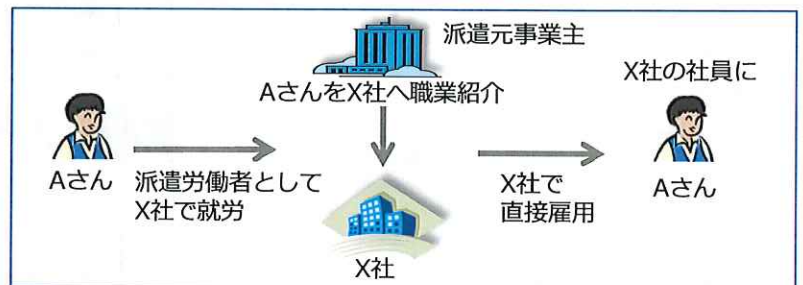 派遣元事業主
AさんをX社へ職業紹介
X社の社員に
Aさん
派遣労働者として
X社で就労
X社で
直接雇用
Aさん
X社